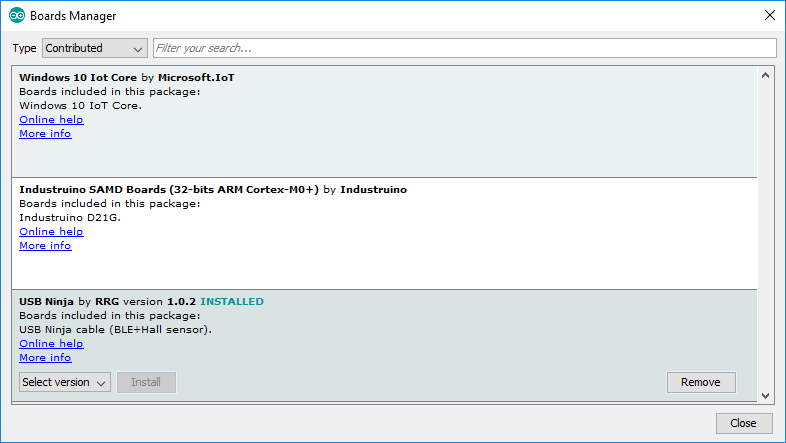 Boards Manager
Type Contributed Filter your search...
Windows 10 Iot Core by Microsoft.IoT
Boards included in this package:
Windows 10 IoT Core.
Online help
More info
Industruino SAMD Boards (32-bits ARM Cortex-M0+) by Industruino
Boards included in this package:
Industruino D21G.
Online help
More info
USB Ninja by RRG version 1.0.2 INSTALLED
Boards included in this package:
USB Ninja cable (BLE+Hall sensor).
Online help
More info
Select version Install Remove
Close